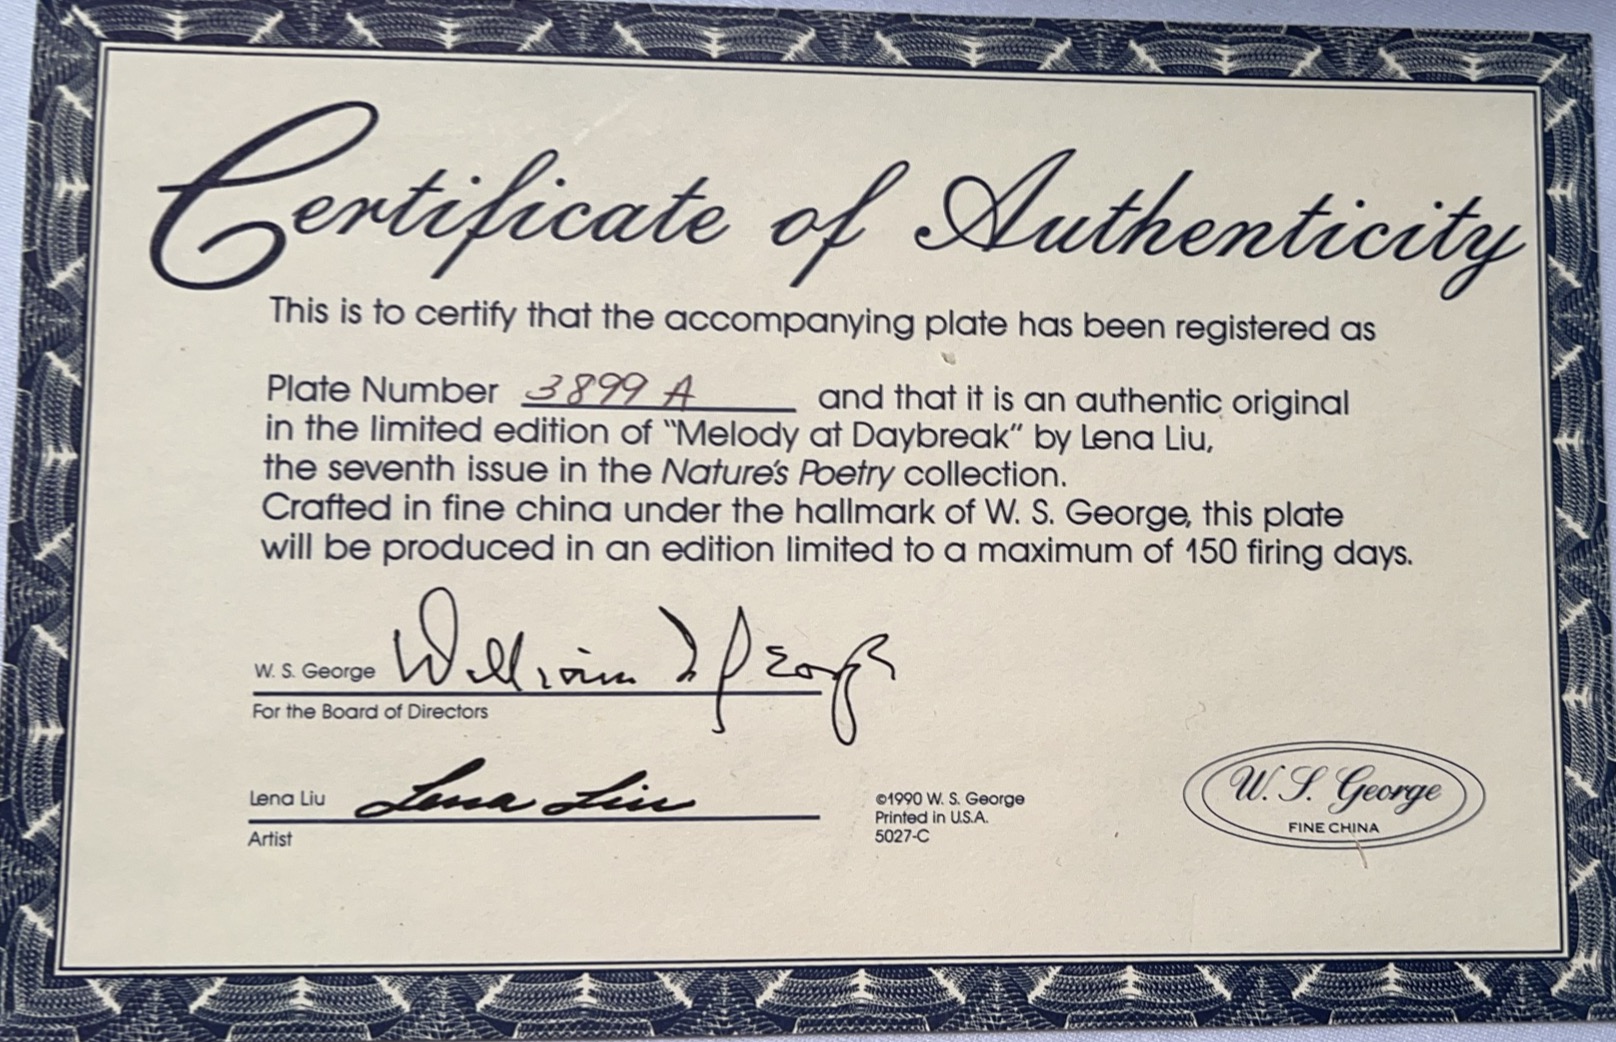 Certificate of Authenticity
This is to certify that the accompanying plate has been registered as
Plate Number 3899 A and that it is an authentic original
in the limited edition of "Melody at Daybreak" by Lena Liu,
the seventh issue in the Nature's Poetry collection.
Crafted in fine china under the hallmark of W. S. George, this plate
will be produced in an edition limited to a maximum of 150 firing days.
W. S. George William S George
For the Board of Directors
Lena Liu Lena Liu
Artist
©1990 W. S. George
Printed in U.S.A.
5027-C
W. S. George
FINE CHINA